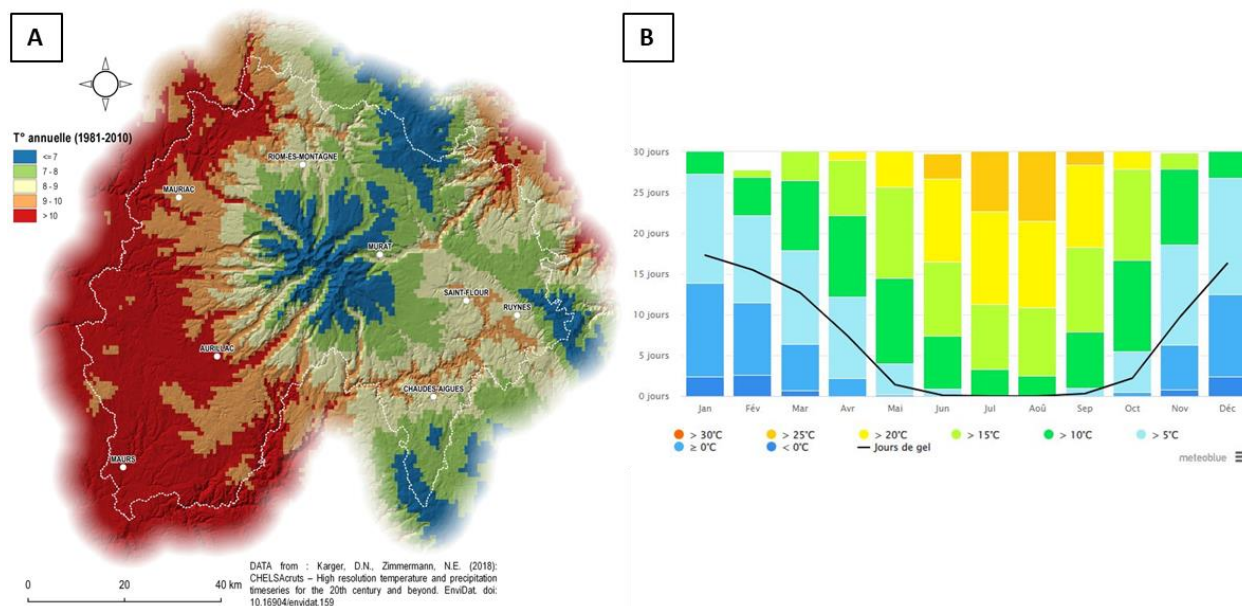 A
T° annuelle (1981-2010)
<= 7
7 - 8
8 - 9
9 - 10
> 10
RIOM-ÈS-MONTAGNE
MAURIAC
MURAT
SAINT-FLOUR
RUYNES
AURILLAC
CHAUDES-AIGUES
MAURS
0 20 40 km
DATA from : Karger, D.N., Zimmermann, N.E. (2018):
CHELSAcruts – High resolution temperature and precipitation
timeseries for the 20th century and beyond. EnviDat. doi:
10.16904/envidat.159
B
30 jours
25 jours
20 jours
15 jours
10 jours
5 jours
0 jours
Jan Fév Mar Avr Mai Jun Jul Aoû Sep Oct Nov Déc
> 30°C > 25°C > 20°C > 15°C > 10°C > 5°C
≥ 0°C < 0°C Jours de gel
meteoblue